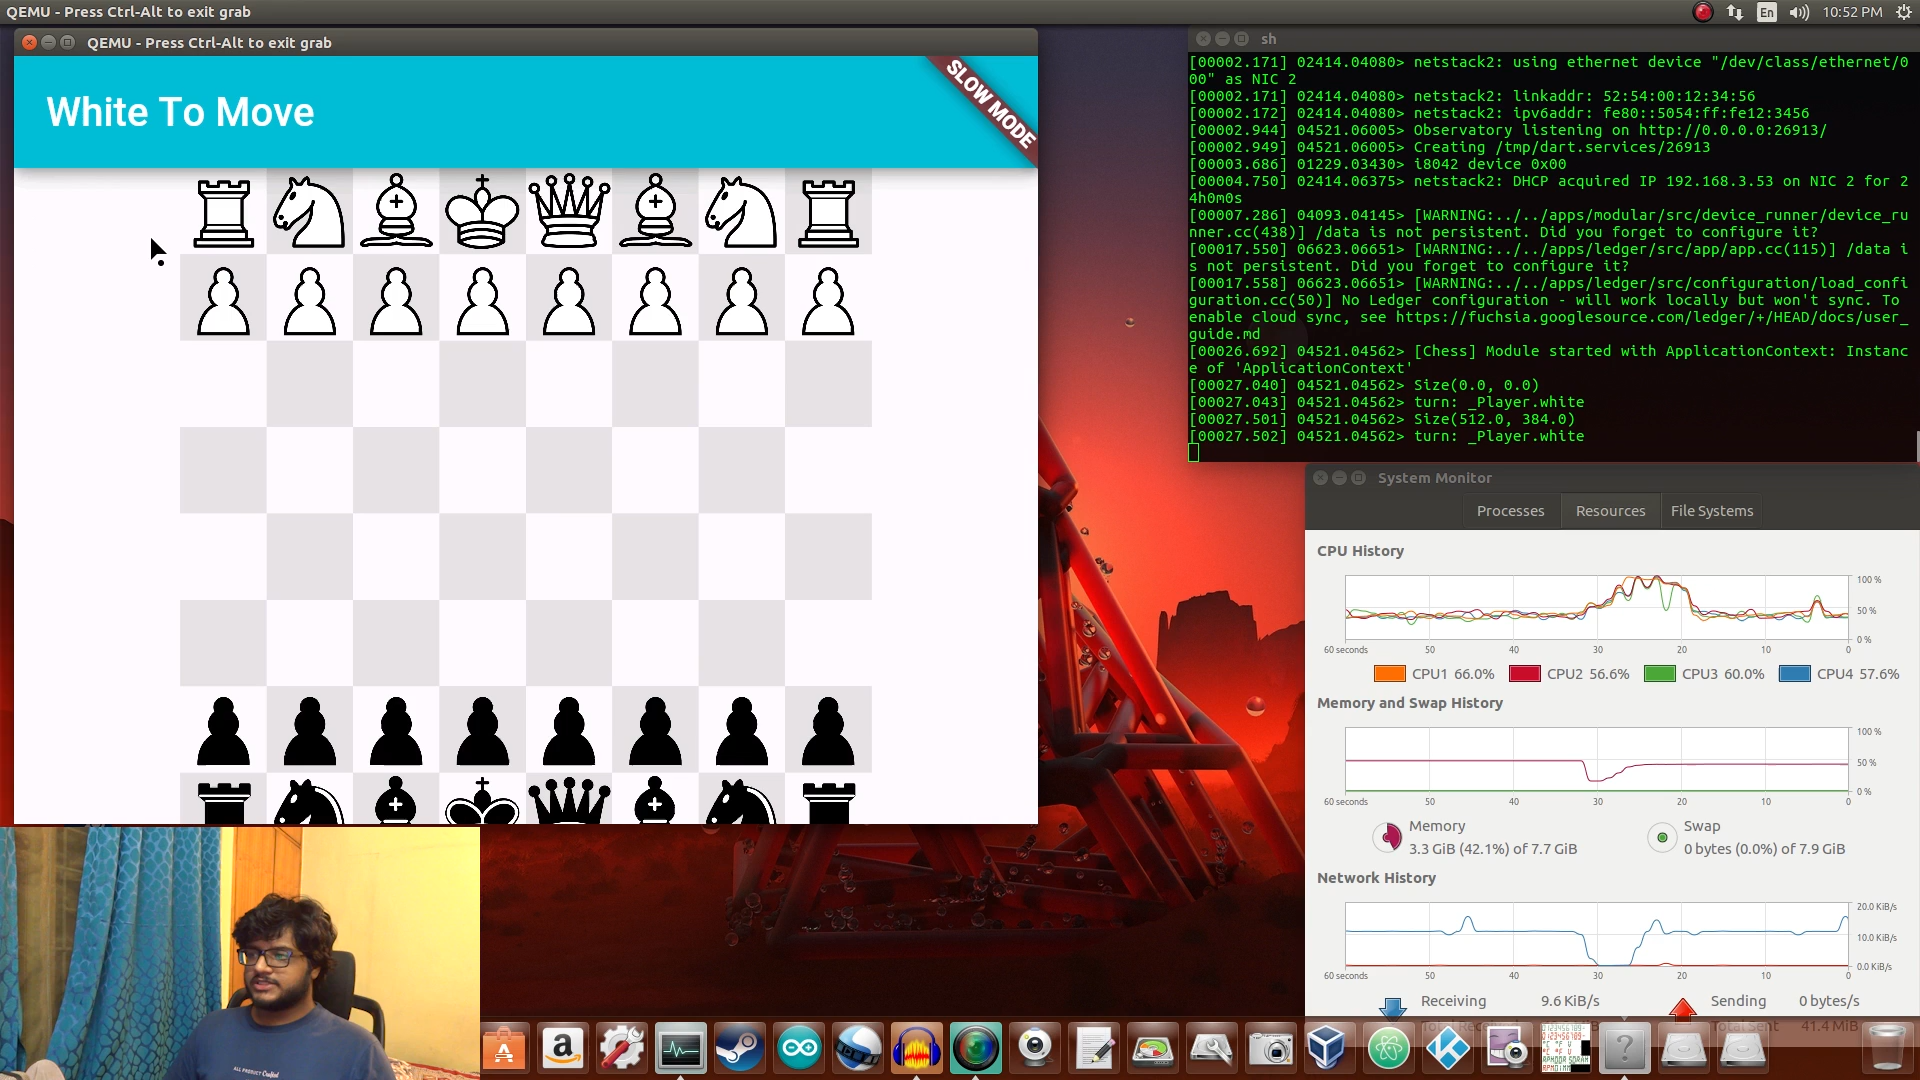 QEMU - Press Ctrl-Alt to exit grab
En
10:52 PM
QEMU - Press Ctrl-Alt to exit grab
White To Move
SLOW MODE
sh
[00002.171] 02414.04080> netstack2: using ethernet device "/dev/class/ethernet/0
00" as NIC 2
[00002.171] 02414.04080> netstack2: linkaddr: 52:54:00:12:34:56
[00002.172] 02414.04080> netstack2: ipv6addr: fe80::5054:ff:fe12:3456
[00002.944] 04521.06005> Observatory listening on http://0.0.0.0:26913/
[00002.949] 04521.06005> Creating /tmp/dart.services/26913
[00003.686] 01229.03430> i8042 device 0x00
[00004.750] 02414.06375> netstack2: DHCP acquired IP 192.168.3.53 on NIC 2 for 2
4h0m0s
[00007.286] 04093.04145> [WARNING:../../apps/modular/src/device_runner/device_ru
nner.cc(438)] /data is not persistent. Did you forget to configure it?
[00017.550] 06623.06651> [WARNING:../../apps/ledger/src/app/app.cc(115)] /data i
s not persistent. Did you forget to configure it?
[00017.558] 06623.06651> [WARNING:../../apps/ledger/src/configuration/load_confi
guration.cc(50)] No Ledger configuration - will work locally but won't sync. To
enable cloud sync, see https://fuchsia.googlesource.com/ledger/+/HEAD/docs/user_
guide.md
[00026.692] 04521.04562> [Chess] Module started with ApplicationContext: Instanc
e of 'ApplicationContext'
[00027.040] 04521.04562> Size(0.0, 0.0)
[00027.043] 04521.04562> turn: _Player.white
[00027.501] 04521.04562> Size(512.0, 384.0)
[00027.502] 04521.04562> turn: _Player.white
System Monitor
Processes Resources File Systems
CPU History
100 %
50 %
0 %
60 seconds 50 40 30 20 10 0
CPU1 66.0% CPU2 56.6% CPU3 60.0% CPU4 57.6%
Memory and Swap History
100 %
50 %
0 %
60 seconds 50 40 30 20 10 0
Memory
3.3 GiB (42.1%) of 7.7 GiB
Swap
0 bytes (0.0%) of 7.9 GiB
Network History
20.0 KiB/s
10.0 KiB/s
0.0 KiB/s
60 seconds 50 40 30 20 10 0
Receiving 9.6 KiB/s
Sending 0 bytes/s
Total Sent 41.4 MiB